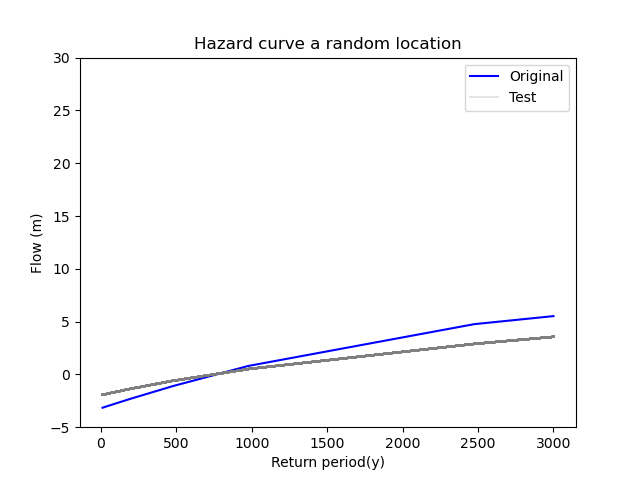 Hazard curve a random location
30
25
20
15
10
5
0
−5
Flow (m)
Original
Test
0 500 1000 1500 2000 2500 3000
Return period(y)